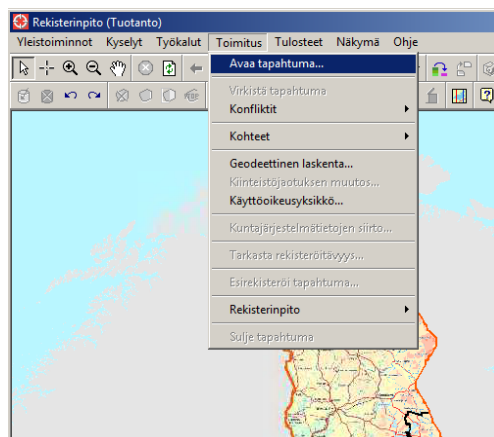 Rekisterinpito (Tuotanto)
Yleistoiminnot Kyselyt Työkalut Toimitus Tulosteet Näkymä Ohje
Avaa tapahtuma...
Virkistä tapahtuma
Konfliktit
Kohteet
Geodeettinen laskenta...
Kiinteistöjaotuksen muutos...
Käyttöoikeusyksikkö...
Kuntajärjestelmätietojen siirto...
Tarkasta rekisteröitävyys...
Esirekisteröi tapahtuma...
Rekisterinpito
Sulje tapahtuma